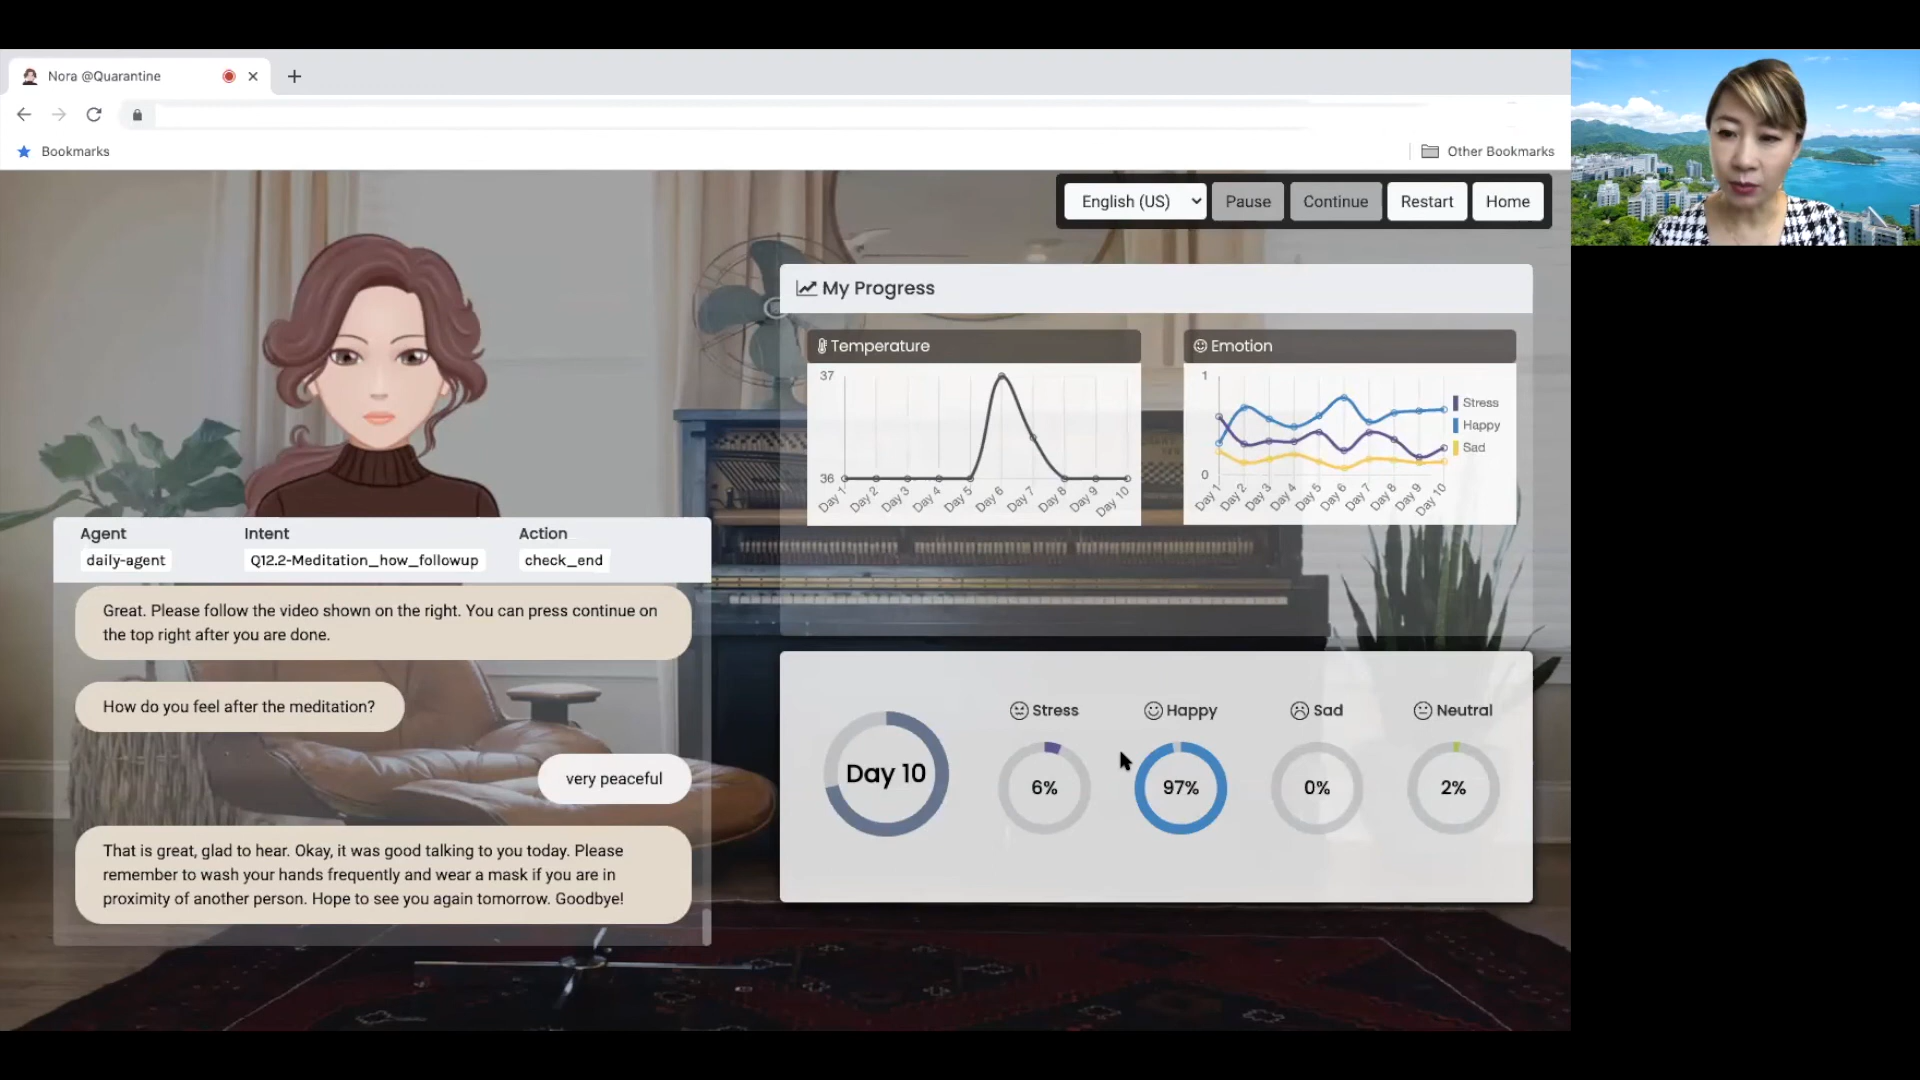 Nora @Quarantine
Bookmarks
Other Bookmarks
English (US)
Pause
Continue
Restart
Home
My Progress
Temperature
37
36
Day 1
Day 2
Day 3
Day 4
Day 5
Day 6
Day 7
Day 8
Day 9
Day 10
Emotion
1
0
Day 1
Day 2
Day 3
Day 4
Day 5
Day 6
Day 7
Day 8
Day 9
Day 10
Stress
Happy
Sad
Agent
Intent
Action
daily-agent
Q12.2-Meditation_how_followup
check_end
Great. Please follow the video shown on the right. You can press continue on
the top right after you are done.
How do you feel after the meditation?
very peaceful
That is great, glad to hear. Okay, it was good talking to you today. Please
remember to wash your hands frequently and wear a mask if you are in
proximity of another person. Hope to see you again tomorrow. Goodbye!
Day 10
Stress
6%
Happy
97%
Sad
0%
Neutral
2%